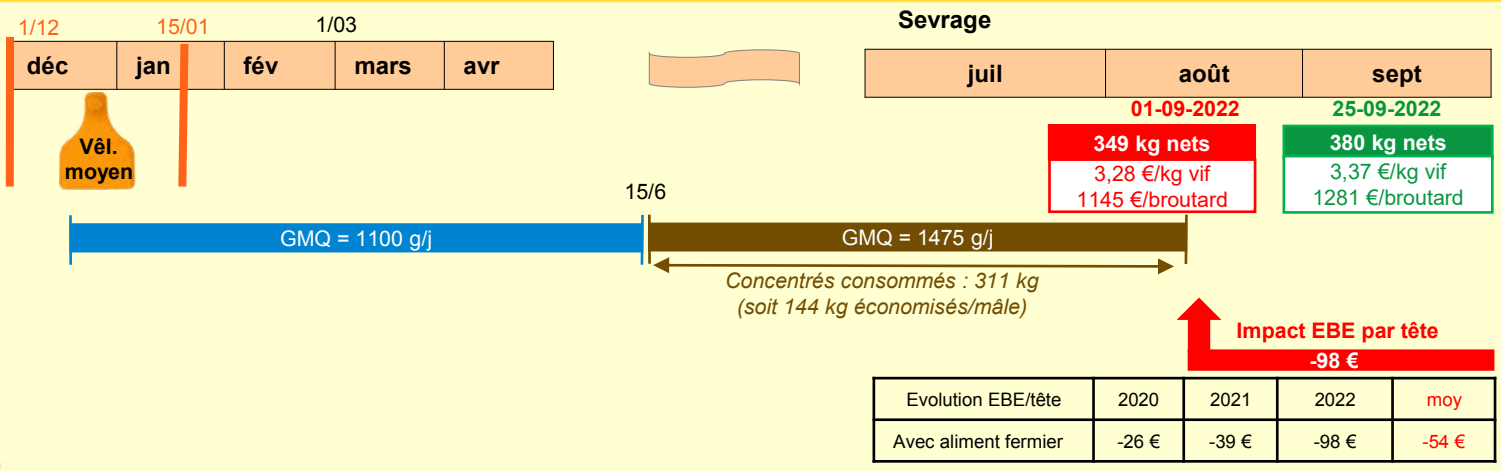 Sevrage
1/12
15/01
1/03
déc
jan
fév
mars
avr
juil
août
sept
Vêl.
moyen
01-09-2022
25-09-2022
349 kg nets
3,28 €/kg vif
1145 €/broutard
380 kg nets
3,37 €/kg vif
1281 €/broutard
15/6
GMQ = 1100 g/j
GMQ = 1475 g/j
Concentrés consommés : 311 kg
(soit 144 kg économisés/mâle)
Impact EBE par tête
-98 €
Evolution EBE/tête 2020 2021 2022 moy
Avec aliment fermier -26 € -39 € -98 € -54 €